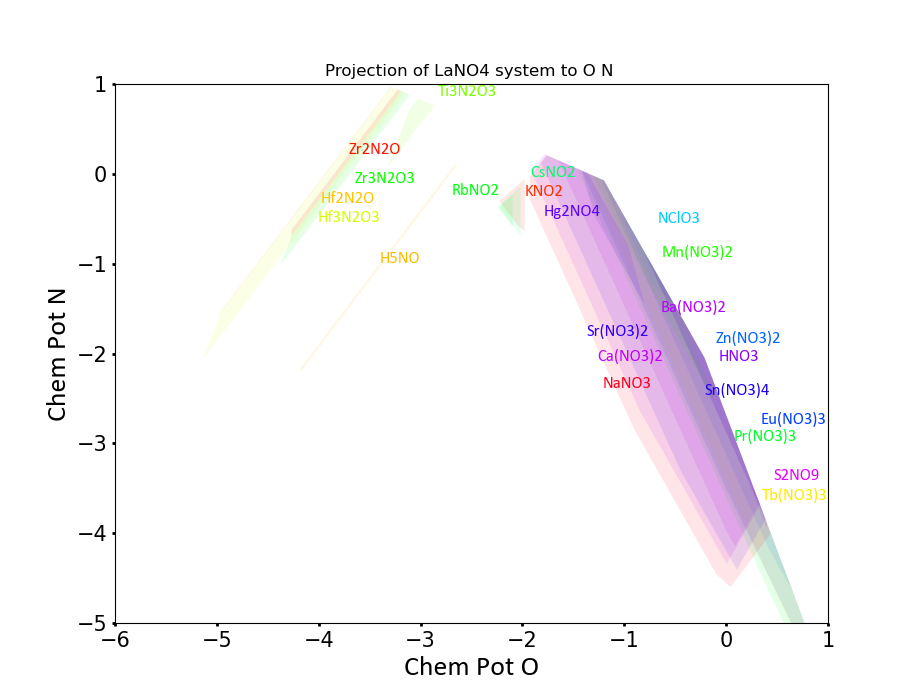 Projection of LaNO4 system to O N
1
Ti3N2O3
Zr2N2O
0
CsNO2
Zr3N2O3
RbNO2
KNO2
Hf2N2O
Hg2NO4
Hf3N2O3
NClO3
Mn(NO3)2
H5NO
−1
Ba(NO3)2
Sr(NO3)2
Zn(NO3)2
−2
Ca(NO3)2
HNO3
NaNO3
Sn(NO3)4
Eu(NO3)3
Pr(NO3)3
−3
S2NO9
Tb(NO3)3
−4
−5
Chem Pot N
−6 −5 −4 −3 −2 −1 0 1
Chem Pot O